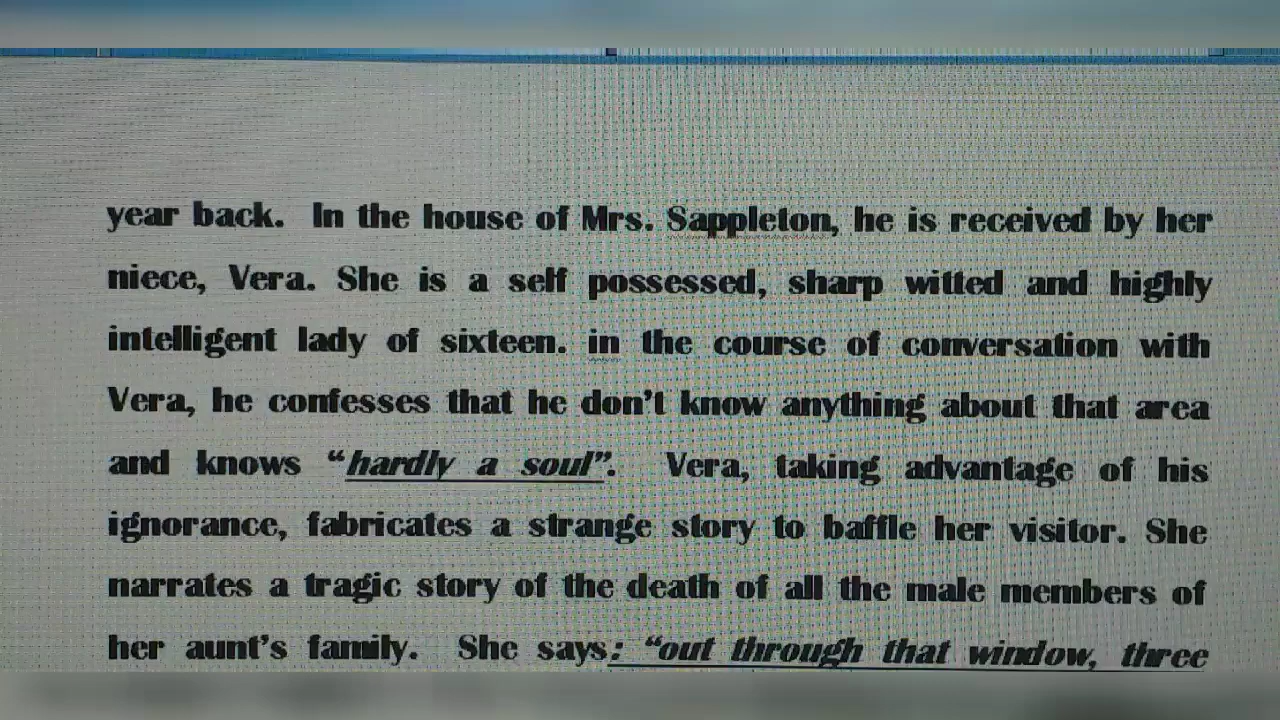 year back. In the house of Mrs. Sappleton, he is received by her
niece, Vera. She is a self possessed, sharp witted and highly
intelligent lady of sixteen. in the course of conversation with
Vera, he confesses that he don't know anything about that area
and knows "hardly a soul". Vera, taking advantage of his
ignorance, fabricates a strange story to baffle her visitor. She
narrates a tragic story of the death of all the male members of
her aunt's family. She says: "out through that window, three